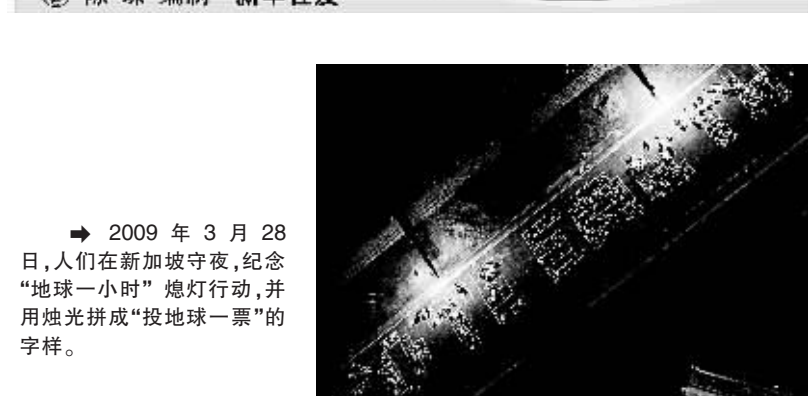 ➡ 2009 年 3 月 28
日,人们在新加坡守夜,纪念
“地球一小时” 熄灯行动,并
用烛光拼成“投地球一票”的
字样。